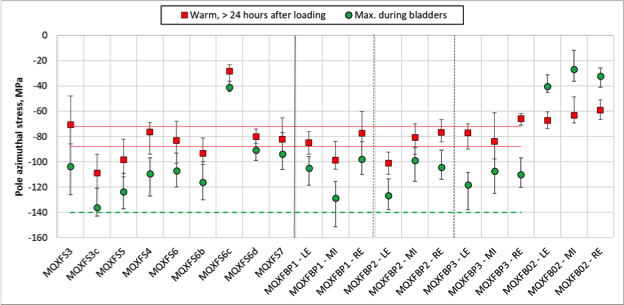 Warm, > 24 hours after loading
Max. during bladders
Pole azimuthal stress, MPa
0
-20
-40
-60
-80
-100
-120
-140
-160
MQXFS3
MQXFS3c
MQXFS5
MQXFS4
MQXFS6
MQXFS6b
MQXFS6c
MQXFS6d
MQXFS7
MQXFBP1 - LE
MQXFBP1 - MI
MQXFBP1 - RE
MQXFBP2 - LE
MQXFBP2 - MI
MQXFBP2 - RE
MQXFBP3 - LE
MQXFBP3 - MI
MQXFBP3 - RE
MQXFB02 - LE
MQXFB02 - MI
MQXFB02 - RE